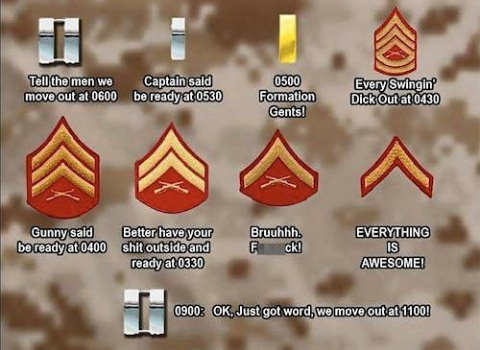 Tell the men we
move out at 0600
Captain said
be ready at 0530
0500
Formation
Gents!
Every Swingin'
Dick Out at 0430
Gunny said
be ready at 0400
Better have your
shit outside and
ready at 0330
Bruuhhh.
F ck!
EVERYTHING
IS
AWESOME!
0900: OK, Just got word, we move out at 1100!